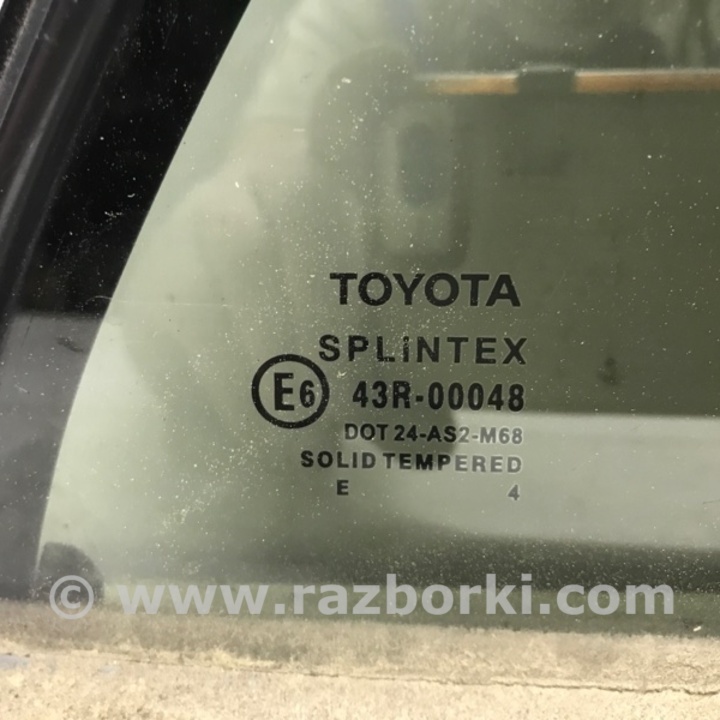 TOYOTA
SPLiNTEX
E6 43R-00048
DOT 24-AS2-M68
SOLID TEMPERED
E 4
© www.razborki.com